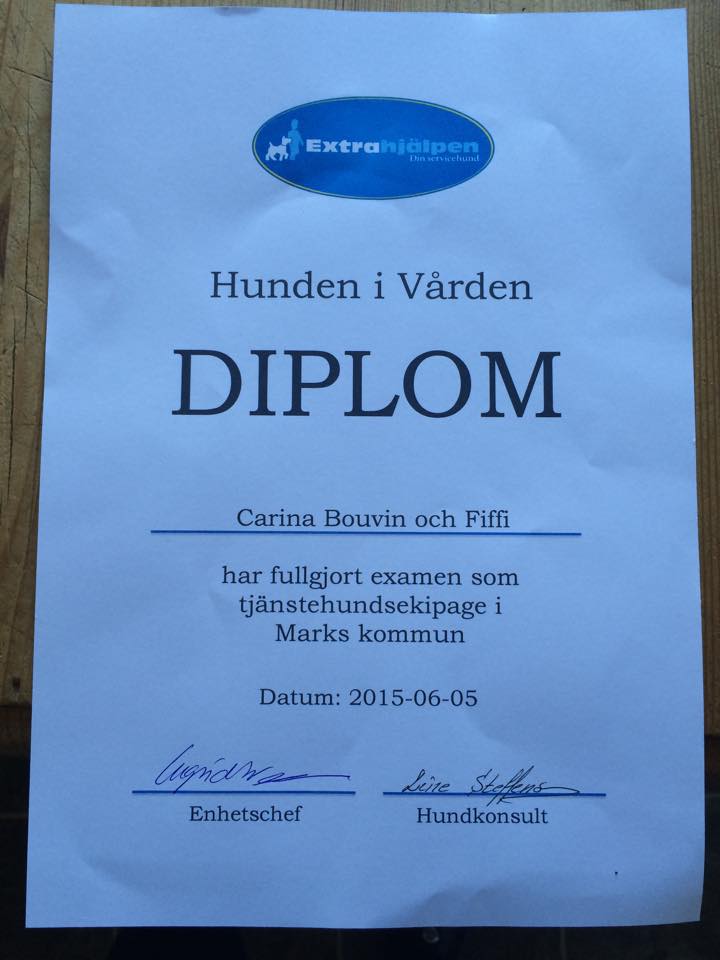 Extrahjälpen
Din servicehund
Hunden i Vården
DIPLOM
Carina Bouvin och Fiffi
har fullgjort examen som
tjänstehundsekipage i
Marks kommun
Datum: 2015-06-05
Enhetschef
Steffens
Hundkonsult